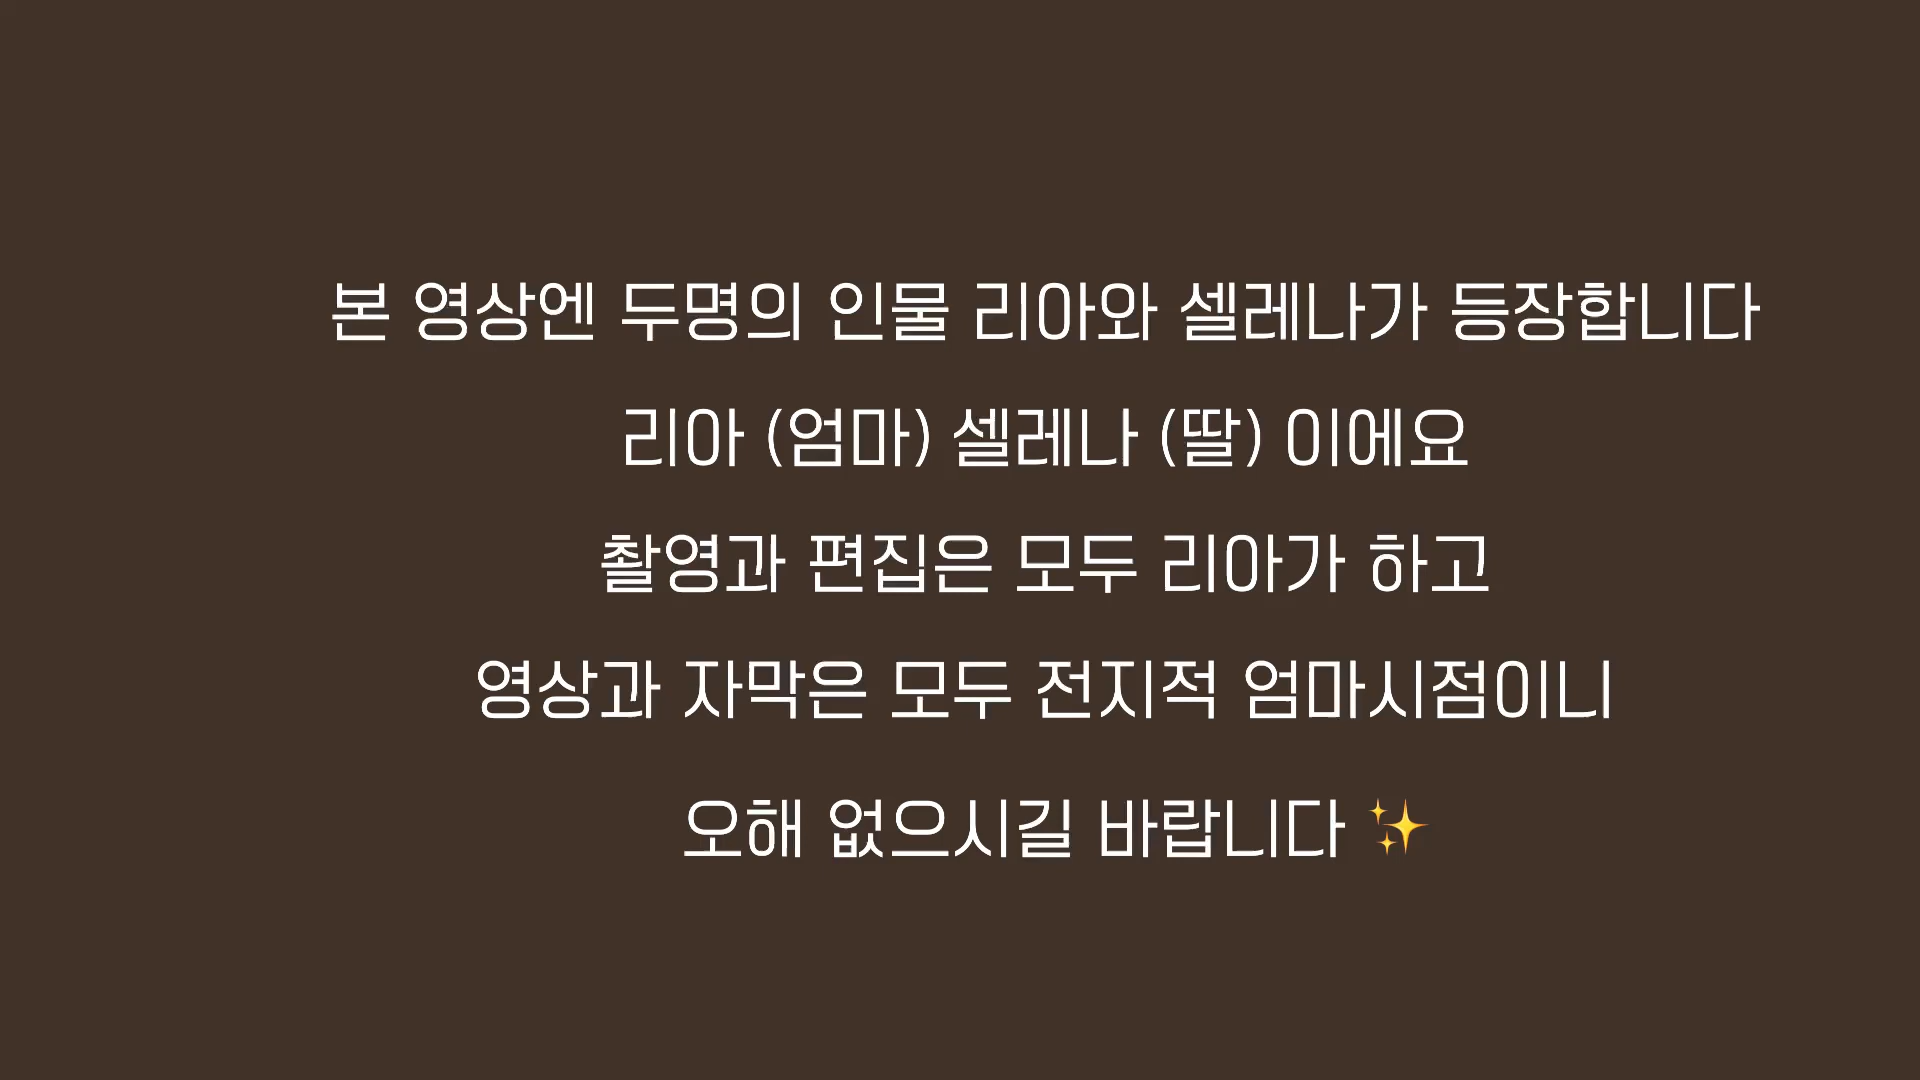 본 영상엔 두명의 인물 리아와 셀레나가 등장합니다
리아 (엄마) 셀레나 (딸) 이에요
촬영과 편집은 모두 리아가 하고
영상과 자막은 모두 전지적 엄마시점이니
오해 없으시길 바랍니다 ✨